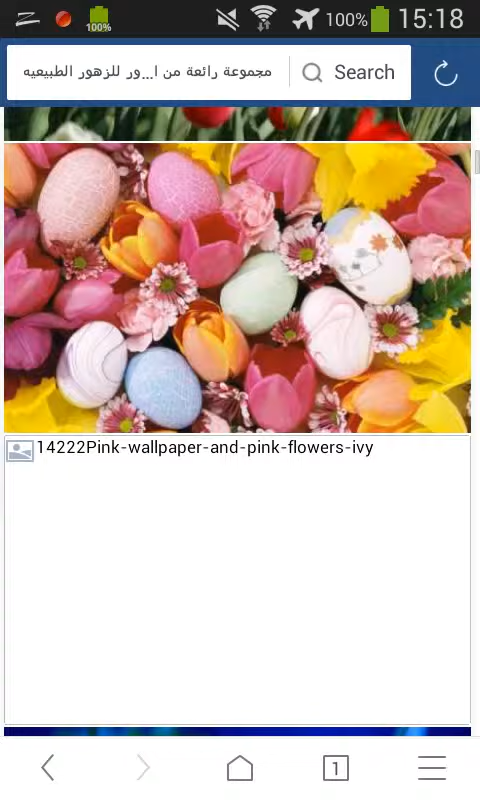 100%
100%
15:18
مجموعة رائعة من ا...ور للزهور الطبيعيه
Search
14222Pink-wallpaper-and-pink-flowers-ivy
1